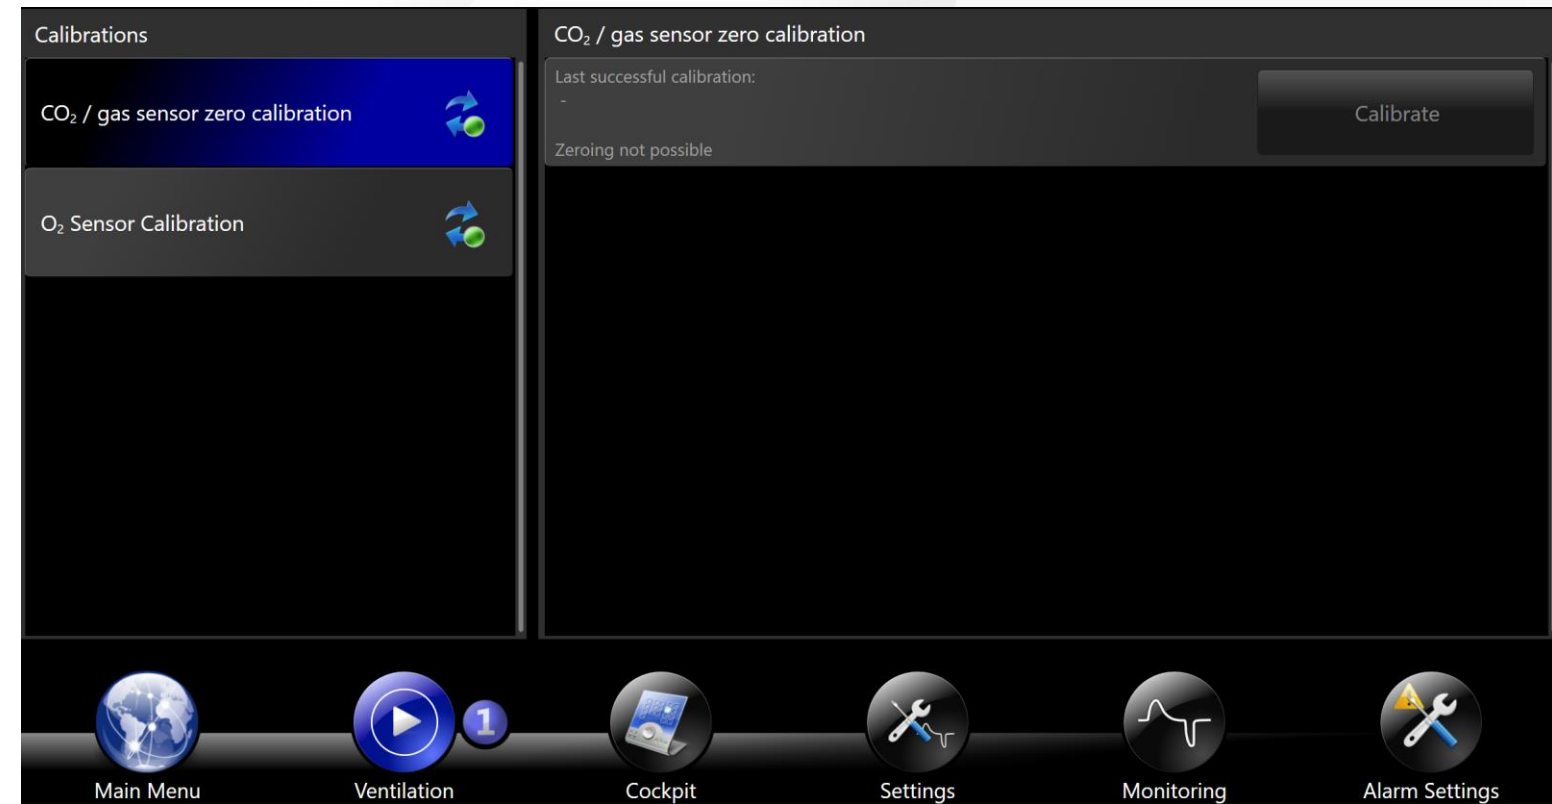 Calibrations
CO₂ / gas sensor zero calibration
O₂ Sensor Calibration
CO₂ / gas sensor zero calibration
Last successful calibration:
-
Zeroing not possible
Calibrate
1
Main Menu
Ventilation
Cockpit
Settings
Monitoring
Alarm Settings